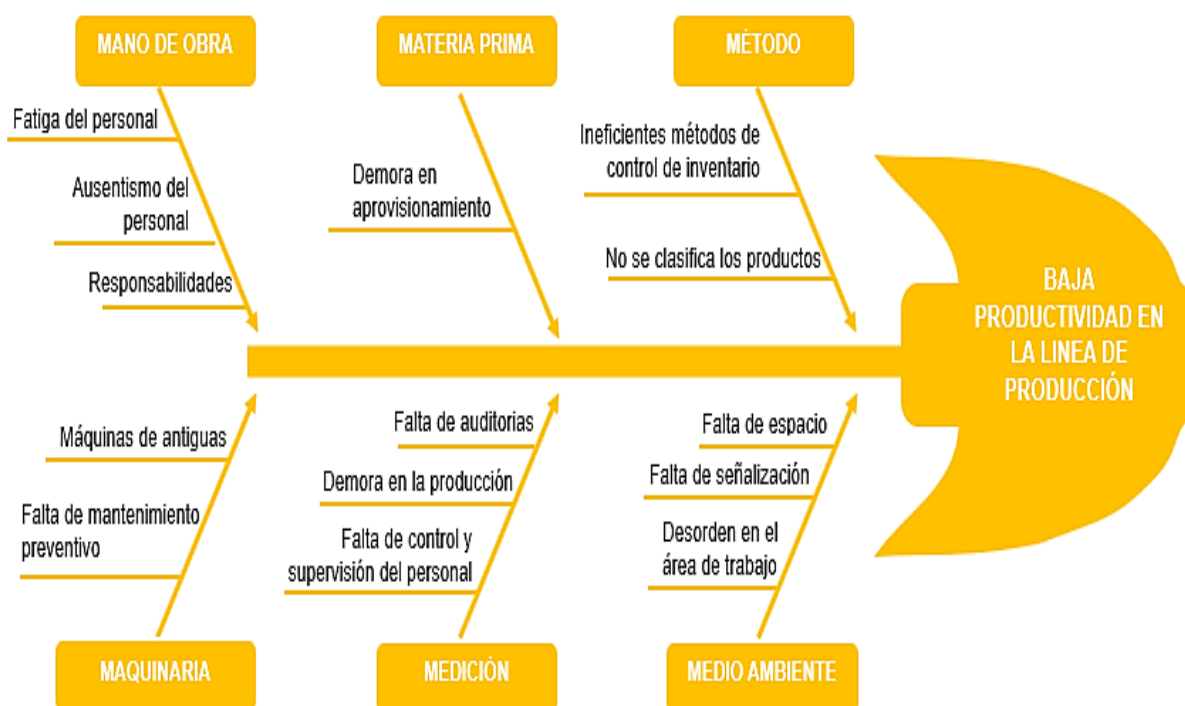 MANO DE OBRA
MATERIA PRIMA
MÉTODO
Fatiga del personal
Ausentismo del
personal
Responsabilidades
Demora en
aprovisionamiento
Ineficientes métodos de
control de inventario
No se clasifica los productos
BAJA
PRODUCTIVIDAD EN
LA LINEA DE
PRODUCCIÓN
Máquinas de antiguas
Falta de mantenimiento
preventivo
Falta de auditorias
Demora en la producción
Falta de control y
supervisión del personal
Falta de espacio
Falta de señalización
Desorden en el
área de trabajo
MAQUINARIA
MEDICIÓN
MEDIO AMBIENTE